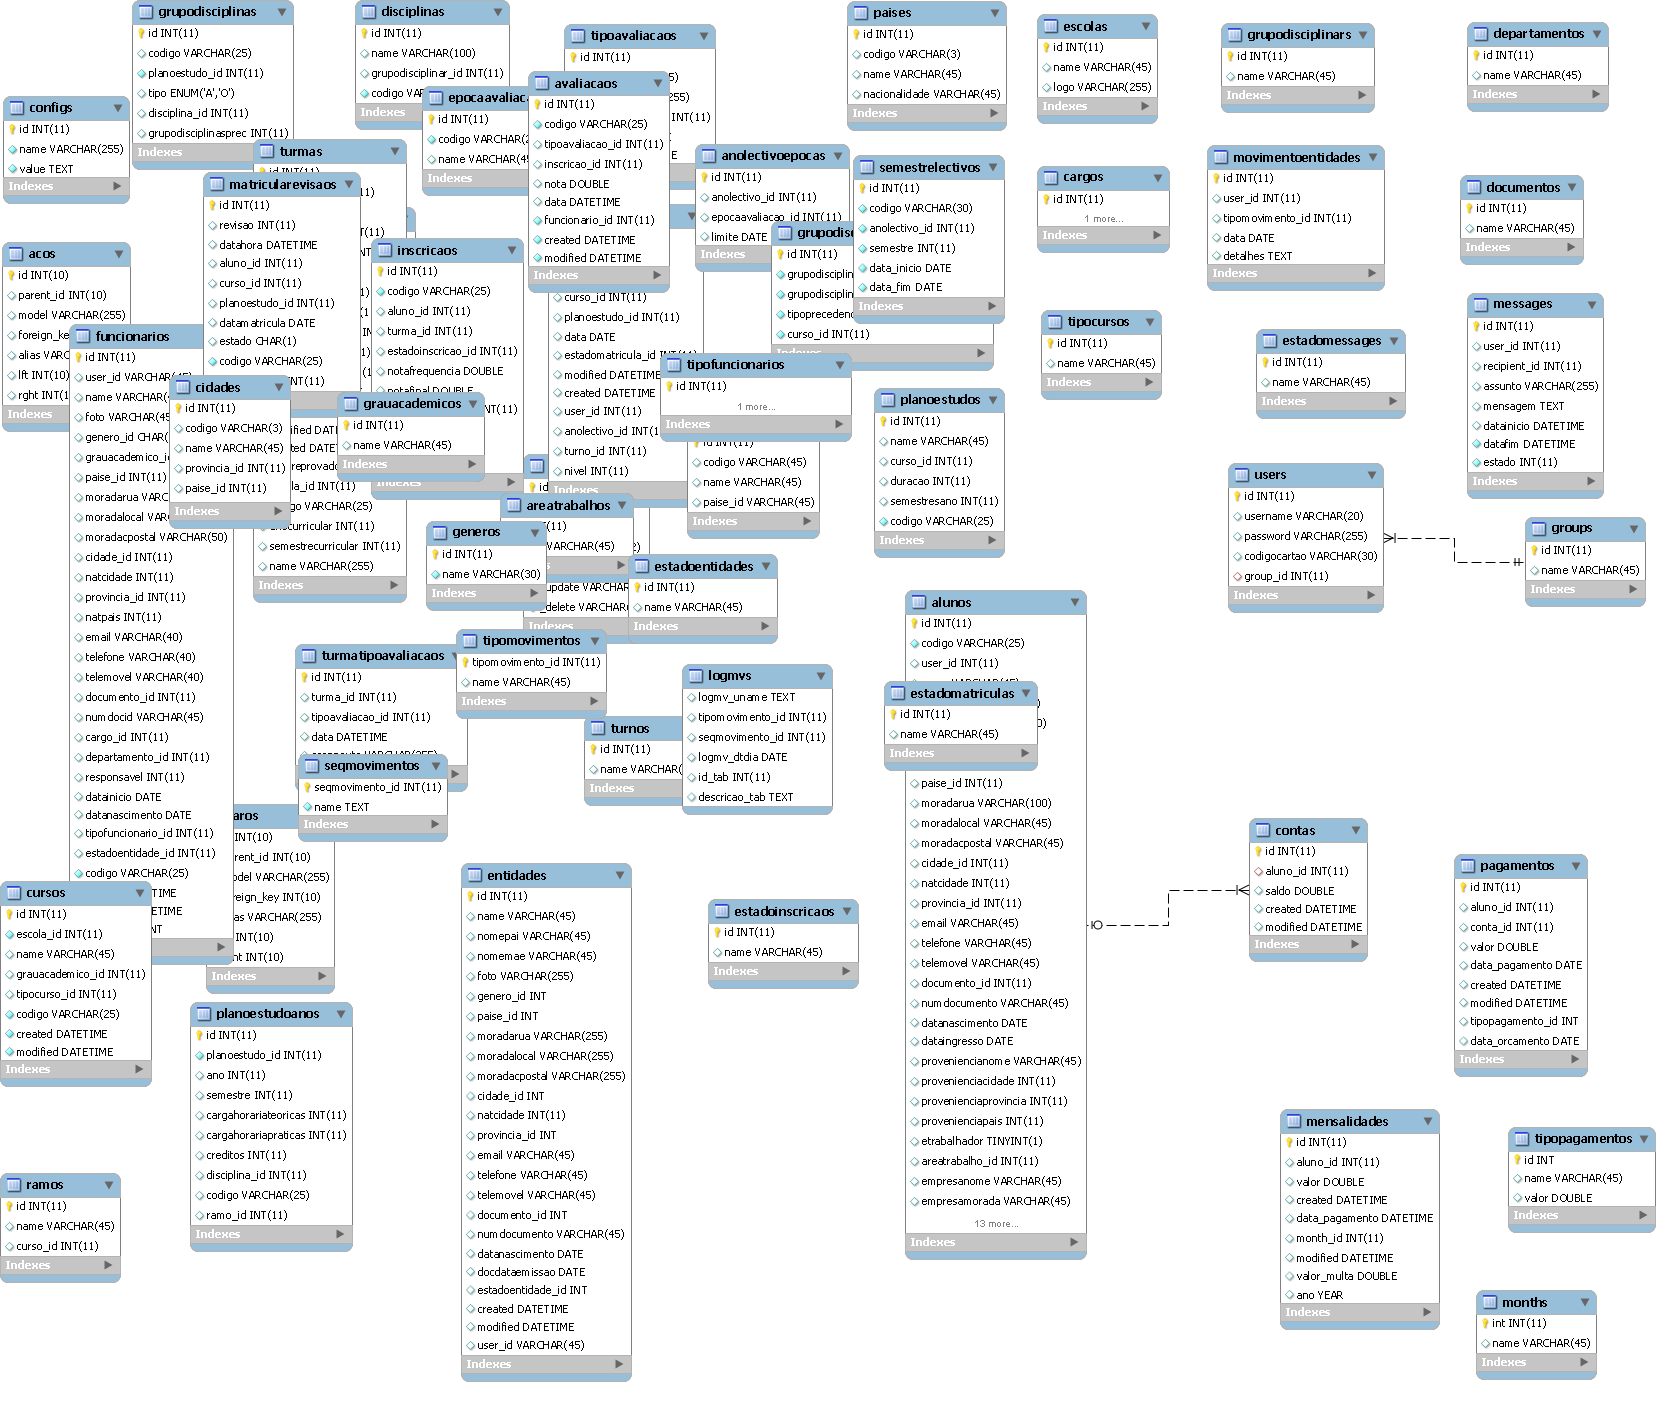 grupodisciplinas
id INT(11)
codigo VARCHAR(25)
planoestudo_id INT(11)
tipo ENUM('A','O')
disciplina_id INT(11)
grupodisciplinasprec INT(11)
Indexes
disciplinas
id INT(11)
name VARCHAR(100)
grupodisciplinar_id INT(11)
codigo
tipoavaliacaos
id INT(11)
epocaavaliaca
id INT(11)
codigo VARCHAR(2
name VARCHAR(45
Indexes
avaliacaos
id INT(11)
codigo VARCHAR(25)
tipoavaliacao_id INT(11)
inscricao_id INT(11)
nota DOUBLE
data DATETIME
funcionario_id INT(11)
created DATETIME
modified DATETIME
Indexes
paises
id INT(11)
codigo VARCHAR(3)
name VARCHAR(45)
nacionalidade VARCHAR(45)
Indexes
escolas
id INT(11)
name VARCHAR(45)
logo VARCHAR(255)
Indexes
grupodisciplinars
id INT(11)
name VARCHAR(45)
Indexes
departamentos
id INT(11)
name VARCHAR(45)
Indexes
configs
id INT(11)
name VARCHAR(255)
value TEXT
Indexes
turmas
id INT(11)
matricularevisaos
id INT(11)
revisao INT(11)
datahora DATETIME
aluno_id INT(11)
curso_id INT(11)
planoestudo_id INT(11)
datamatricula DATE
estado CHAR(1)
codigo VARCHAR(25)
inscricaos
id INT(11)
codigo VARCHAR(25)
aluno_id INT(11)
turma_id INT(11)
estadoinscricao_id INT(11)
notafrequencia DOUBLE
notafinal DOUBLE
anolectivoepocas
id INT(11)
anolectivo_id INT(11)
epocaavaliacao_id INT(11)
limite DATE
Indexes
semestrelectivos
id INT(11)
codigo VARCHAR(30)
anolectivo_id INT(11)
semestre INT(11)
data_inicio DATE
data_fim DATE
Indexes
grupodisc
id INT(11)
grupodisciplin
grupodisciplin
tipoprecedenc
curso_id INT(11)
Indexes
cargos
id INT(11)
1 more...
Indexes
movimentoentidades
id INT(11)
user_id INT(11)
tipomovimento_id INT(11)
data DATE
detalhes TEXT
Indexes
documentos
id INT(11)
name VARCHAR(45)
Indexes
acos
id INT(10)
parent_id INT(10)
model VARCHAR(255)
foreign_ke
alias VARC
lft INT(10)
rght INT(1
Indexes
funcionarios
id INT(11)
user_id VARCHAR(45)
name VAR
foto VARCHAR(45
genero_id CHAR(
grauacademico_i
paise_id INT(11)
moradarua VARC
moradalocal VAR
moradacpostal VARCHAR(50)
cidade_id INT(11)
natcidade INT(11)
provincia_id INT(11)
natpais INT(11)
email VARCHAR(40)
telefone VARCHAR(40)
telemovel VARCHAR(40)
documento_id INT(11)
numdocid VARCHAR(45)
cargo_id INT(11)
departamento_id INT(11)
responsavel INT(11)
datainicio DATE
datanascimento DATE
tipofuncionario_id INT(11)
estadoentidade_id INT(11)
codigo VARCHAR(25)
cidades
id INT(11)
codigo VARCHAR(3)
name VARCHAR(45)
provincia_id INT(11)
paise_id INT(11)
Indexes
grauacademicos
id INT(11)
name VARCHAR(45)
Indexes
semestrecurricular INT(11)
name VARCHAR(255)
Indexes
curso_id INT(11)
planoestudo_id INT(11)
data DATE
estadomatricula_id INT(11)
modified DATETIME
created DATETIME
user_id INT(11)
anolectivo_id INT(1
turno_id INT(11)
nivel INT(11)
Indexes
tipofuncionarios
id INT(11)
1 more...
Indexes
id INT(11)
codigo VARCHAR(45)
name VARCHAR(45)
paise_id VARCHAR(45)
Indexes
planoestudos
id INT(11)
name VARCHAR(45)
curso_id INT(11)
duracao INT(11)
semestresano INT(11)
codigo VARCHAR(25)
Indexes
tipocursos
id INT(11)
name VARCHAR(45)
Indexes
estadomessages
id INT(11)
name VARCHAR(45)
Indexes
messages
id INT(11)
user_id INT(11)
recipient_id INT(11)
assunto VARCHAR(255)
mensagem TEXT
datainicio DATETIME
datafim DATETIME
estado INT(11)
Indexes
users
id INT(11)
username VARCHAR(20)
password VARCHAR(255)
codigocartao VARCHAR(30)
group_id INT(11)
Indexes
groups
id INT(11)
name VARCHAR(45)
Indexes
areatrabalhos
INT(11)
VARCHAR(45)
generos
id INT(11)
name VARCHAR(30)
Indexes
_update VARCHAR
_delete VARCHAR(
Indexes
estadoentidades
id INT(11)
name VARCHAR(45)
Indexes
turmatipoavaliacaos
id INT(11)
turma_id INT(11)
tipoavaliacao_id INT(11)
data DATETIME
tipomovimentos
tipomovimento_id INT(11)
name VARCHAR(45)
Indexes
seqmovimentos
seqmovimento_id INT(11)
name TEXT
Indexes
turnos
id INT(11)
name VARCHAR(
Indexes
logmvs
logmv_uname TEXT
tipomovimento_id INT(11)
seqmovimento_id INT(11)
logmv_dtdia DATE
id_tab INT(11)
descricao_tab TEXT
alunos
id INT(11)
codigo VARCHAR(25)
user_id INT(11)
estadomatriculas
id INT(11)
name VARCHAR(45)
Indexes
paise_id INT(11)
moradarua VARCHAR(100)
moradalocal VARCHAR(45)
moradacpostal VARCHAR(45)
cidade_id INT(11)
natcidade INT(11)
provincia_id INT(11)
email VARCHAR(45)
telefone VARCHAR(45)
telemovel VARCHAR(45)
documento_id INT(11)
numdocumento VARCHAR(45)
datanascimento DATE
dataingresso DATE
proveniencianome VARCHAR(45)
provenienciacidade INT(11)
provenienciaprovincia INT(11)
provenienciapais INT(11)
etrabalhador TINYINT(1)
areatrabalho_id INT(11)
empresanome VARCHAR(45)
empresamorada VARCHAR(45)
13 more...
Indexes
contas
id INT(11)
aluno_id INT(11)
saldo DOUBLE
created DATETIME
modified DATETIME
Indexes
pagamentos
id INT(11)
aluno_id INT(11)
conta_id INT(11)
valor DOUBLE
data_pagamento DATE
created DATETIME
modified DATETIME
tipopagamento_id INT
data_orcamento DATE
Indexes
aros
INT(10)
rent_id INT(10)
odel VARCHAR(255)
reign_key INT(10)
as VARCHAR(255)
INT(10)
ht INT(10)
Indexes
cursos
id INT(11)
escola_id INT(11)
name VARCHAR(45)
grauacademico_id INT(11)
tipocurso_id INT(11)
codigo VARCHAR(25)
created DATETIME
modified DATETIME
Indexes
entidades
id INT(11)
name VARCHAR(45)
nomepai VARCHAR(45)
nomemae VARCHAR(45)
foto VARCHAR(255)
genero_id INT
paise_id INT
moradarua VARCHAR(255)
moradalocal VARCHAR(255)
moradacpostal VARCHAR(255)
cidade_id INT
natcidade INT(11)
provincia_id INT
email VARCHAR(45)
telefone VARCHAR(45)
telemovel VARCHAR(45)
documento_id INT
numdocumento VARCHAR(45)
datanascimento DATE
docdataemissao DATE
estadoentidade_id INT
created DATETIME
modified DATETIME
user_id VARCHAR(45)
Indexes
estadoinscricaos
id INT(11)
name VARCHAR(45)
Indexes
planoestudoanos
id INT(11)
planoestudo_id INT(11)
ano INT(11)
semestre INT(11)
cargahorariateoricas INT(11)
cargahorariapraticas INT(11)
creditos INT(11)
disciplina_id INT(11)
codigo VARCHAR(25)
ramo_id INT(11)
Indexes
ramos
id INT(11)
name VARCHAR(45)
curso_id INT(11)
Indexes
mensalidades
id INT(11)
aluno_id INT(11)
valor DOUBLE
created DATETIME
data_pagamento DATETIME
month_id INT(11)
modified DATETIME
valor_multa DOUBLE
ano YEAR
Indexes
tipopagamentos
id INT
name VARCHAR(45)
valor DOUBLE
Indexes
months
int INT(11)
name VARCHAR(45)
Indexes